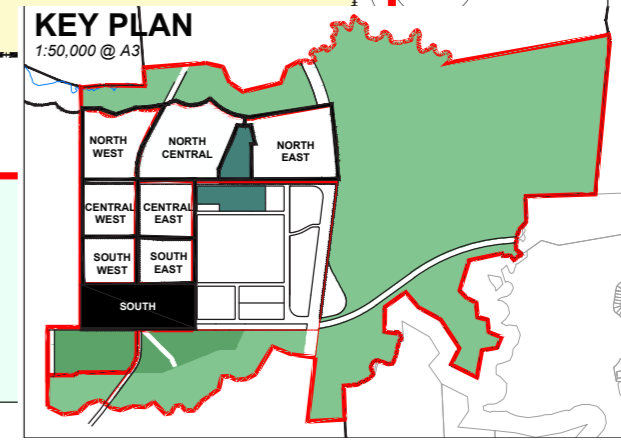 KEY PLAN
1:50,000 @ A3
NORTH
WEST
NORTH
CENTRAL
NORTH
EAST
CENTRAL
WEST
CENTRAL
EAST
SOUTH
WEST
SOUTH
EAST
SOUTH